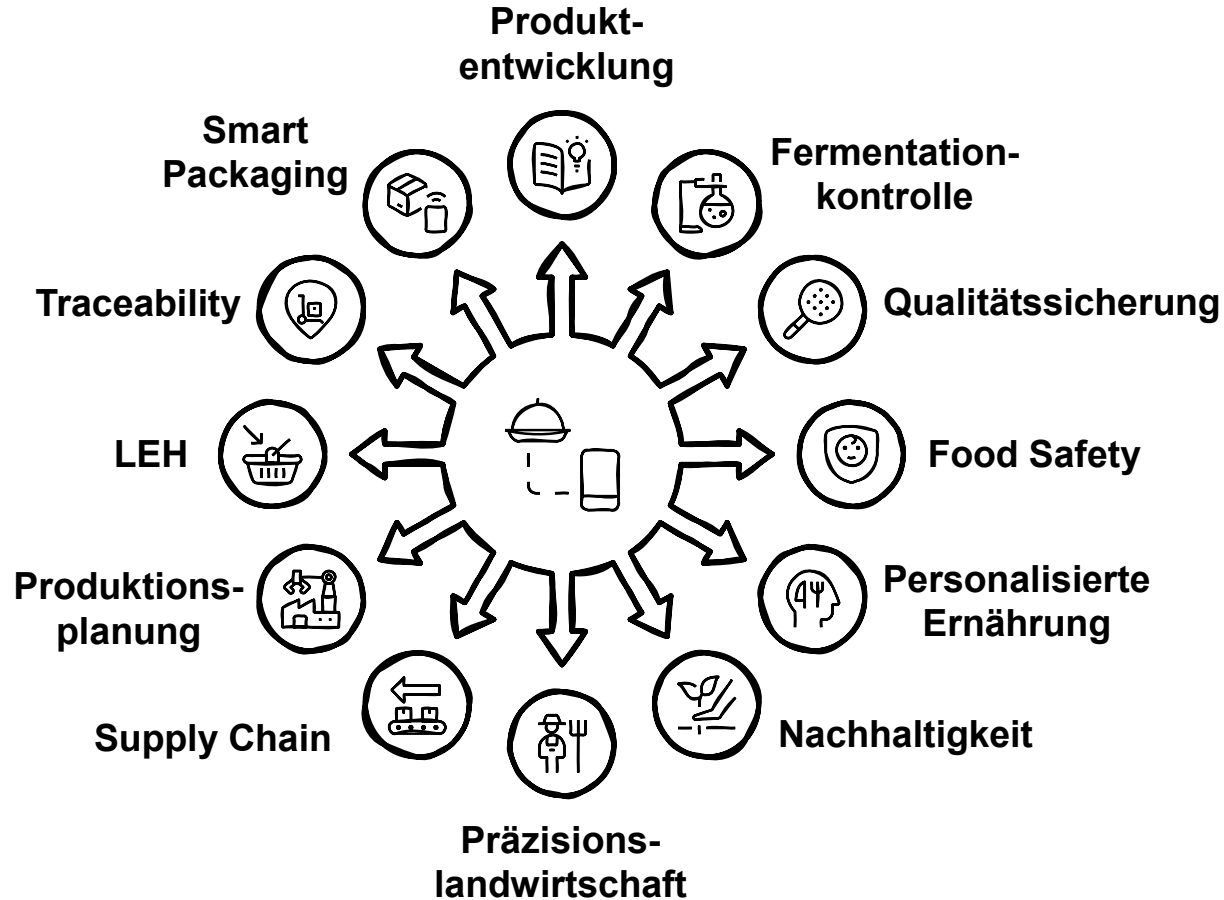 Produkt-
entwicklung
Smart
Packaging
Fermentation-
kontrolle
Traceability
Qualitätssicherung
LEH
Food Safety
Produktions-
planung
Personalisierte
Ernährung
Supply Chain
Nachhaltigkeit
Präzisions-
landwirtschaft